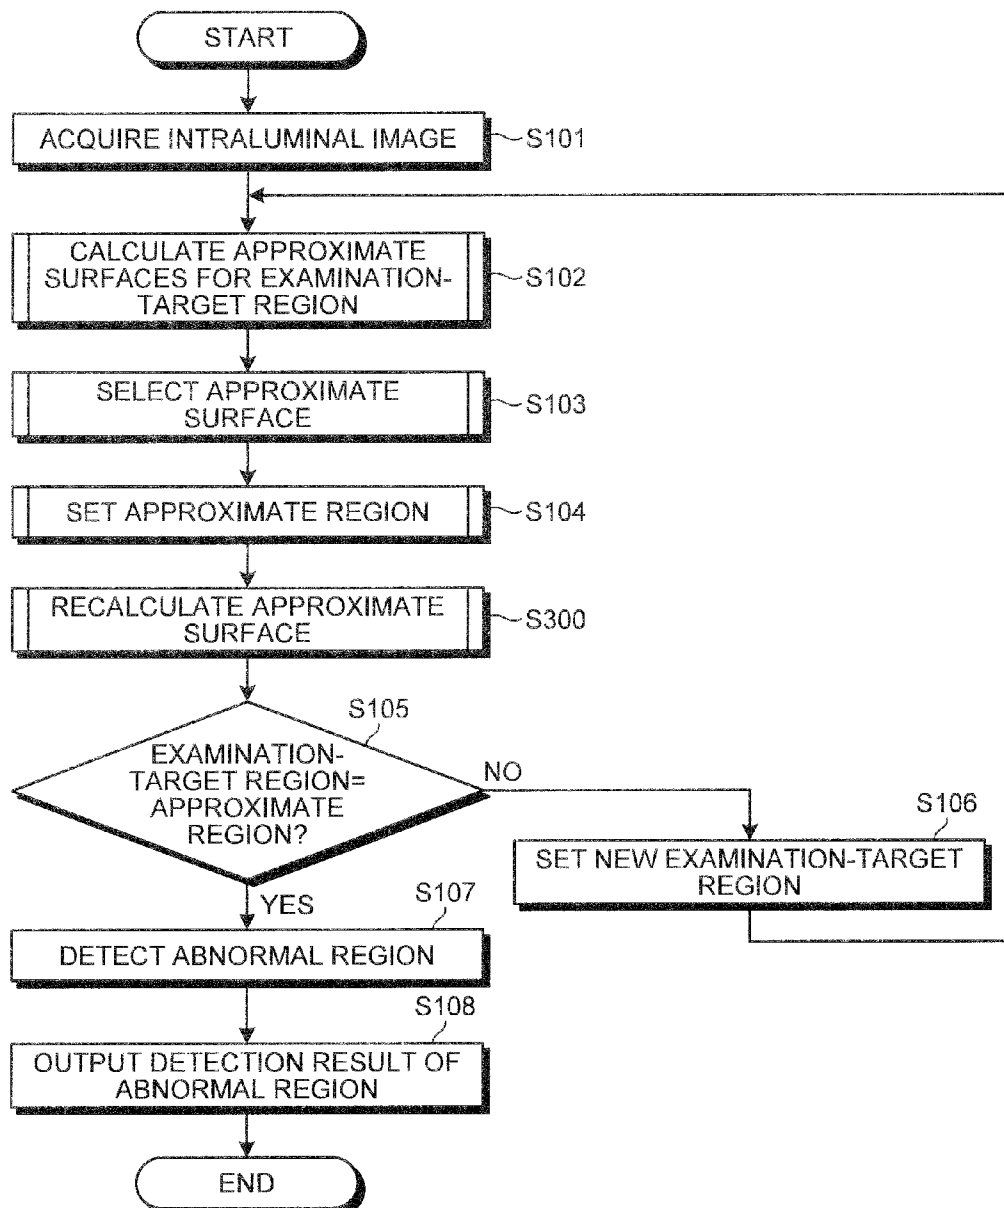 START
ACQUIRE INTRALUMINAL IMAGE
S101
CALCULATE APPROXIMATE
SURFACES FOR EXAMINATION-
TARGET REGION
S102
SELECT APPROXIMATE
SURFACE
S103
SET APPROXIMATE REGION
S104
RECALCULATE APPROXIMATE
SURFACE
S300
S105
EXAMINATION-
TARGET REGION=
APPROXIMATE
REGION?
NO
S106
SET NEW EXAMINATION-TARGET
REGION
YES
S107
DETECT ABNORMAL REGION
S108
OUTPUT DETECTION RESULT OF
ABNORMAL REGION
END